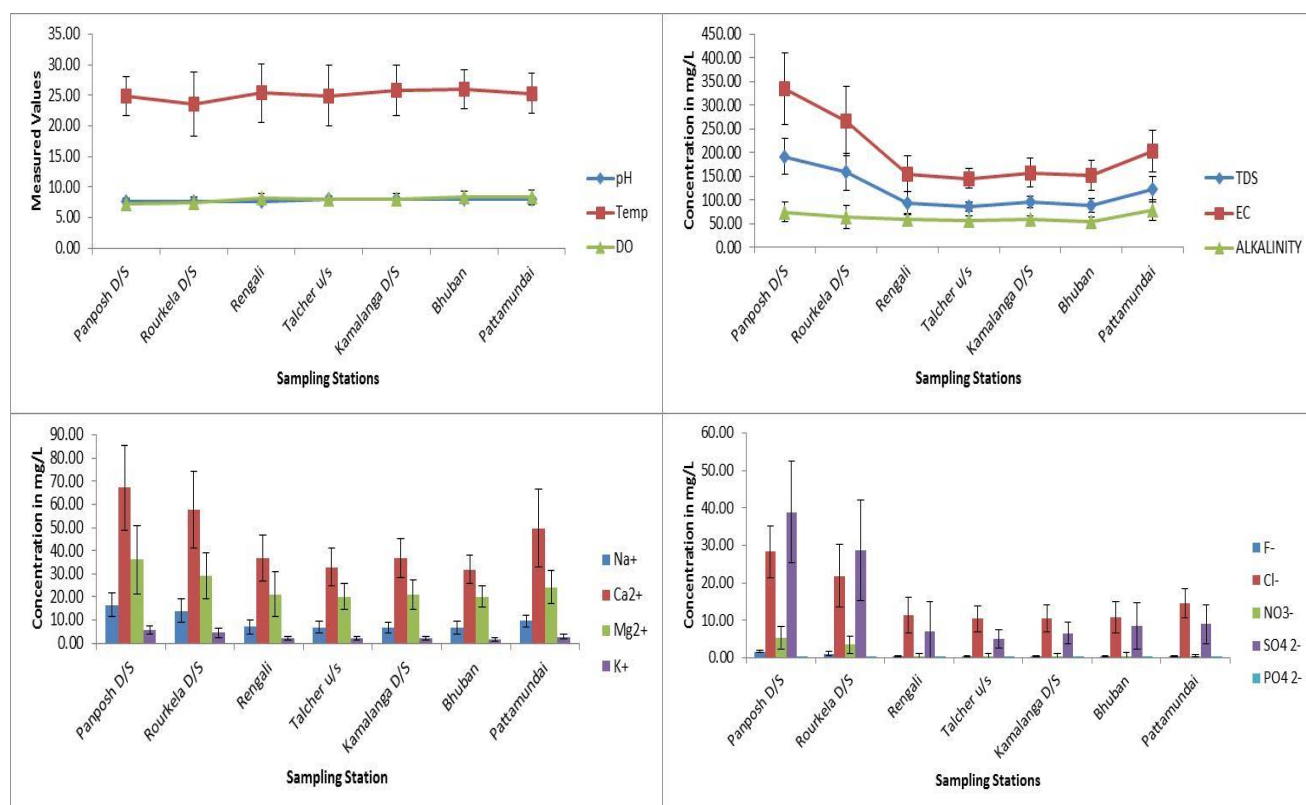 Measured Values
35.00
30.00
25.00
20.00
15.00
10.00
5.00
0.00
pH
Temp
DO
Panposh D/S
Rourkela D/S
Rengali
Talcher u/s
Kamalanga D/S
Bhuban
Pattamundai
Sampling Stations
Concentration in mg/L
450.00
400.00
350.00
300.00
250.00
200.00
150.00
100.00
50.00
0.00
TDS
EC
ALKALINITY
Panposh D/S
Rourkela D/S
Rengali
Talcher u/s
Kamalanga D/S
Bhuban
Pattamundai
Sampling Stations
Concentration in mg/L
90.00
80.00
70.00
60.00
50.00
40.00
30.00
20.00
10.00
0.00
Na+
Ca2+
Mg2+
K+
Panposh D/S
Rourkela D/S
Rengali
Talcher u/s
Kamalanga D/S
Bhuban
Pattamundai
Sampling Station
Concentration in mg/L
60.00
50.00
40.00
30.00
20.00
10.00
0.00
F-
Cl-
NO3-
SO4 2-
PO4 2-
Panposh D/S
Rourkela D/S
Rengali
Talcher u/s
Kamalanga D/S
Bhuban
Pattamundai
Sampling Stations